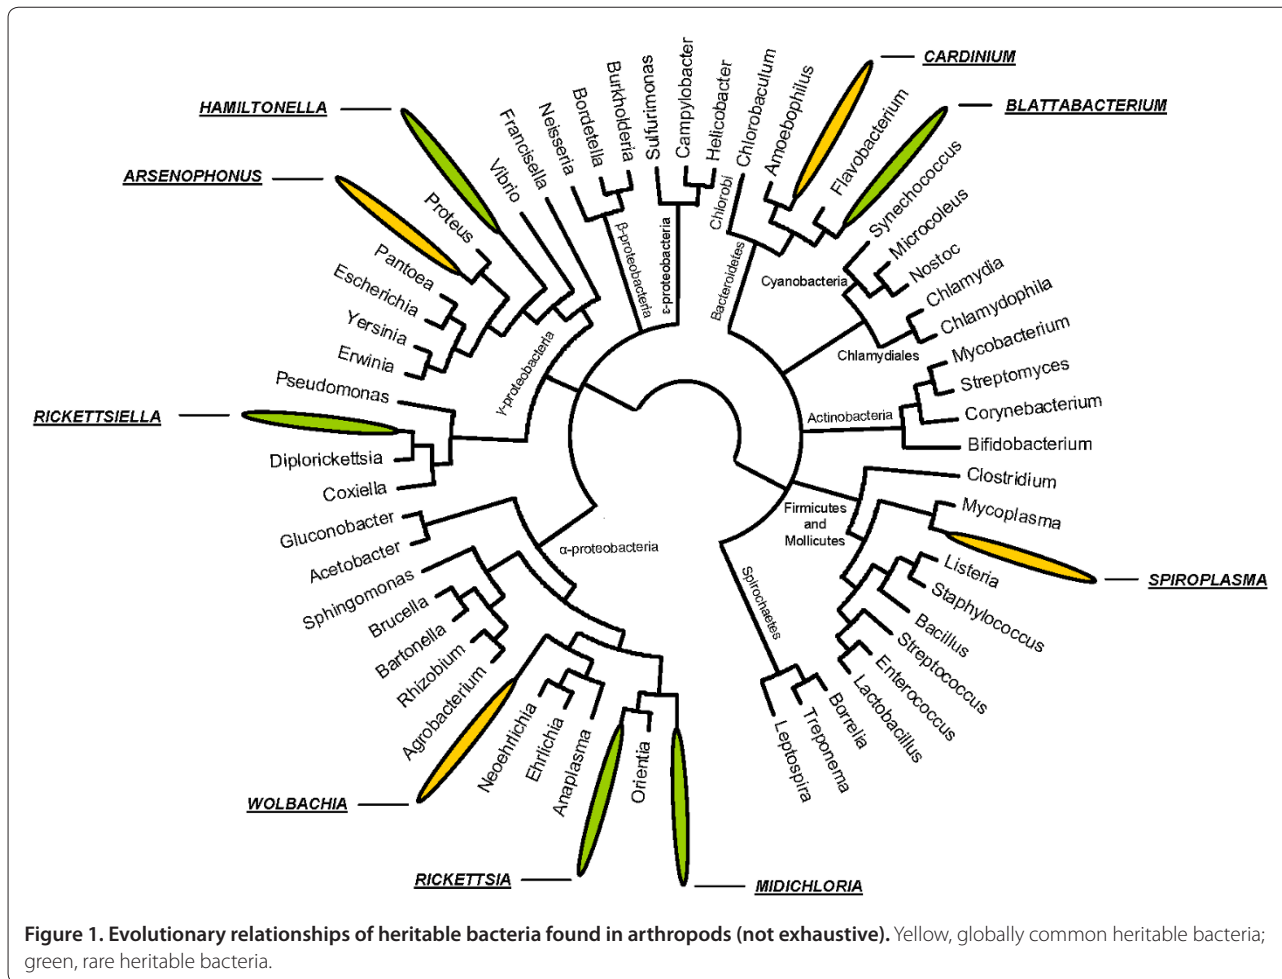 CARDINIUM
HAMILTONELLA
BLATTABACTERIUM
ARSENOPHONUS
RICKETTSIELLA
SPIROPLASMA
WOLBACHIA
RICKETTSIA
MIDICHLORIA
Gluconobacter
Acetobacter
Sphingomonas
Brucella
Bartonella
Rhizobium
Agrobacterium
Neoehrlichia
Ehrlichia
Anaplasma
Orientia
Coxiella
Diplorickettsia
Pseudomonas
Erwinia
Yersinia
Escherichia
Pantoea
Proteus
Vibrio
Francisella
Neisseria
Bordetella
Burkholderia
Sulfurimonas
Campylobacter
Helicobacter
Chlorobaculum
Amoebophilus
Flavobacterium
Synechococcus
Microcoleus
Nostoc
Chlamydia
Chlamydophila
Mycobacterium
Streptomyces
Corynebacterium
Bifidobacterium
Clostridium
Mycoplasma
Listeria
Staphylococcus
Bacillus
Streptococcus
Enterococcus
Lactobacillus
Borrelia
Treponema
Leptospira
α-proteobacteria
γ-proteobacteria
β-proteobacteria
ε-proteobacteria
Chlorobi
Bacteroidetes
Cyanobacteria
Chlamydiales
Actinobacteria
Firmicutes
and
Mollicutes
Spirochaetes
Figure 1. Evolutionary relationships of heritable bacteria found in arthropods (not exhaustive). Yellow, globally common heritable bacteria;
green, rare heritable bacteria.